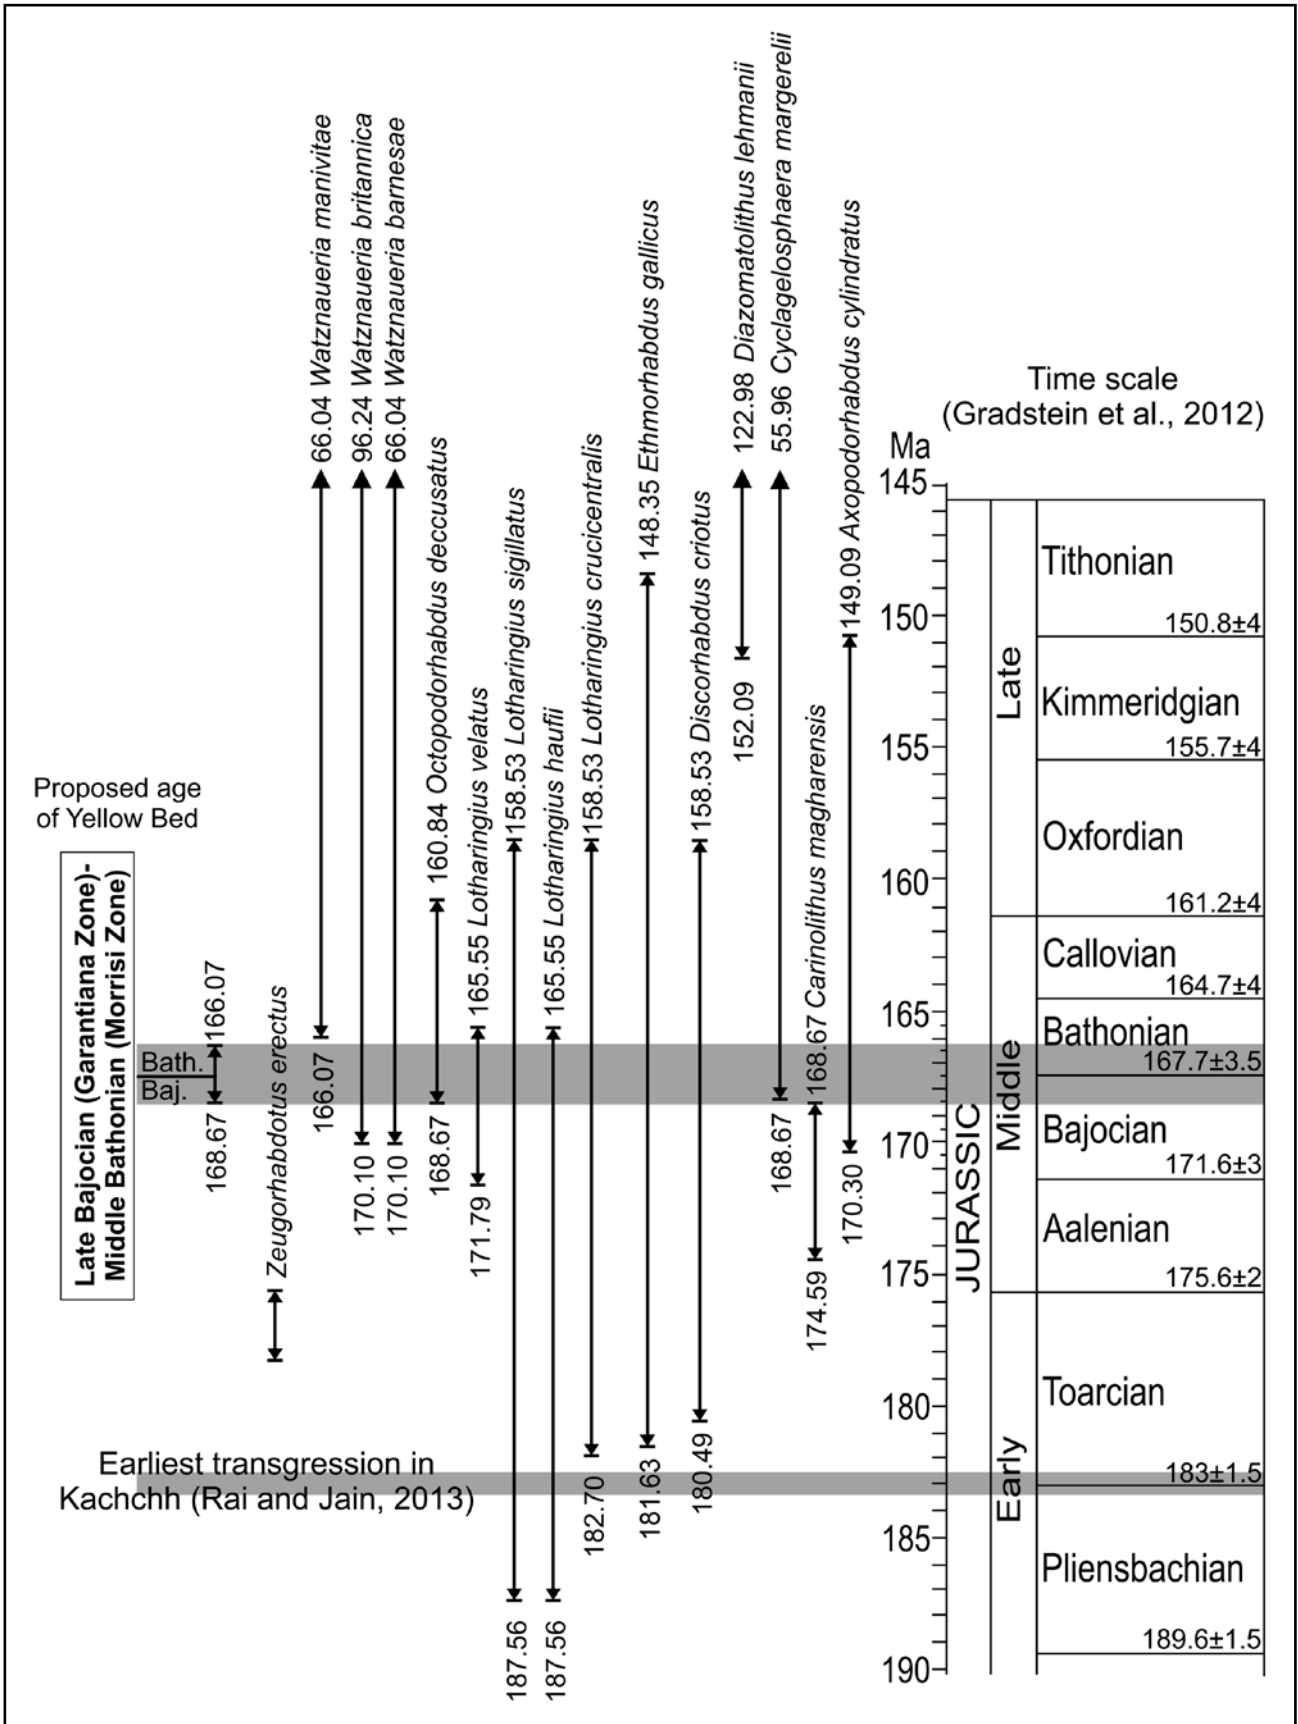 66.04 Watznaueria manivitae
96.24 Watznaueria britannica
66.04 Watznaueria barnesae
160.84 Octopodorhabdus deccusatus
165.55 Lotharingius velatus
158.53 Lotharingius sigillatus
165.55 Lotharingius haufii
158.53 Lotharingius crucicentralis
148.35 Ethmorhabdus gallicus
158.53 Discorhabdus criotus
122.98 Diazomatolithus lehmanii
55.96 Cyclagelosphaera margerelii
168.67 Carinolithus magharensis
149.09 Axopodorhabdus cylindratus
Zeugorhabdotus erectus
Proposed age
of Yellow Bed
Late Bajocian (Garantiana Zone)-
Middle Bathonian (Morrisi Zone)
166.07
Bath.
Baj.
168.67
166.07
170.10
170.10
168.67
171.79
187.56
187.56
182.70
181.63
180.49
152.09
168.67
174.59
170.30
Earliest transgression in
Kachchh (Rai and Jain, 2013)
Time scale
(Gradstein et al., 2012)
Ma
145
150
155
160
165
170
175
180
185
190
JURASSIC
Late
Middle
Early
Tithonian
150.8±4
Kimmeridgian
155.7±4
Oxfordian
161.2±4
Callovian
164.7±4
Bathonian
167.7±3.5
Bajocian
171.6±3
Aalenian
175.6±2
Toarcian
183±1.5
Pliensbachian
189.6±1.5